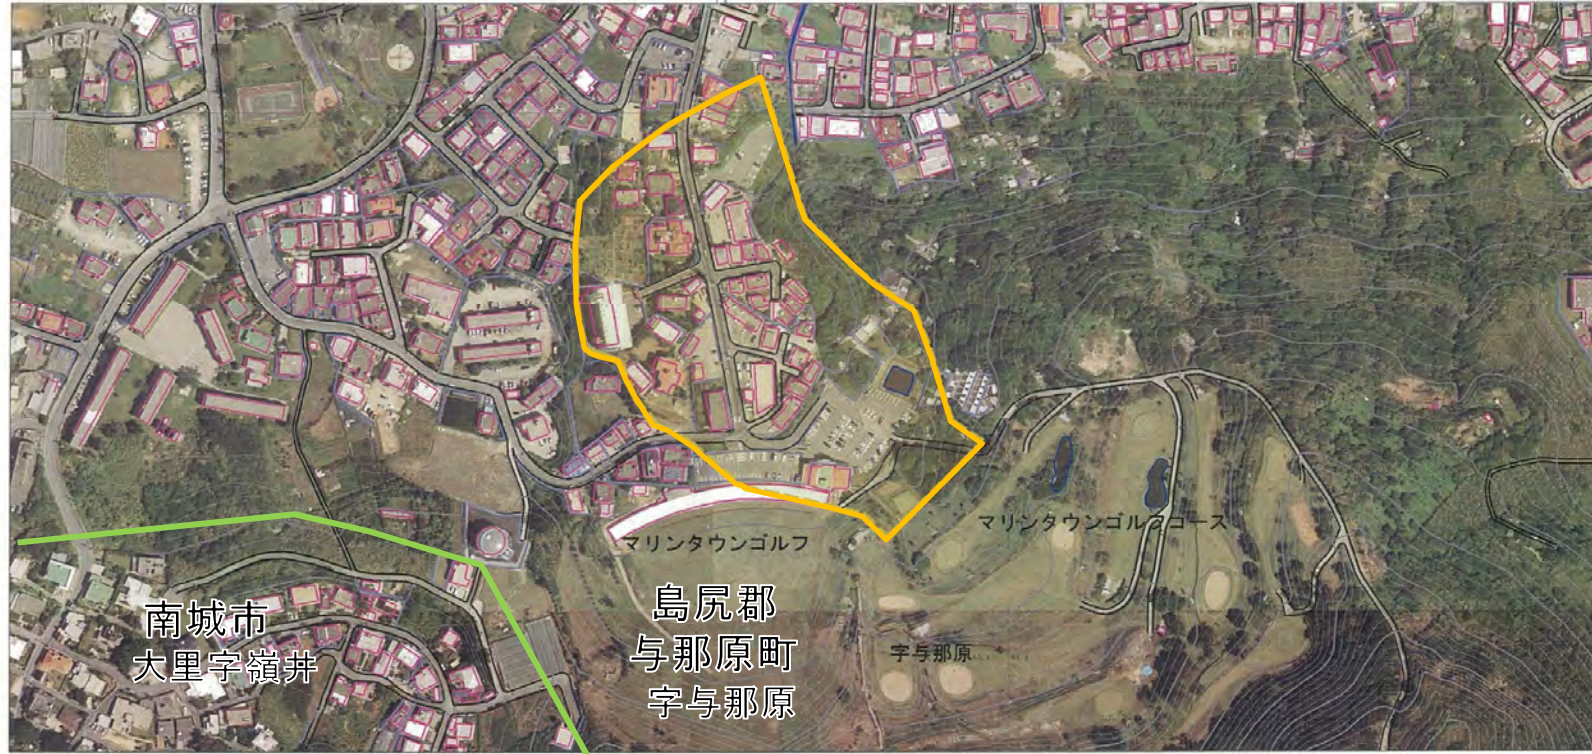 マリンタウンゴルフコース
マリンタウンゴルフ
島尻郡
与那原町
字与那原
南城市
大里字嶺井
字与那原